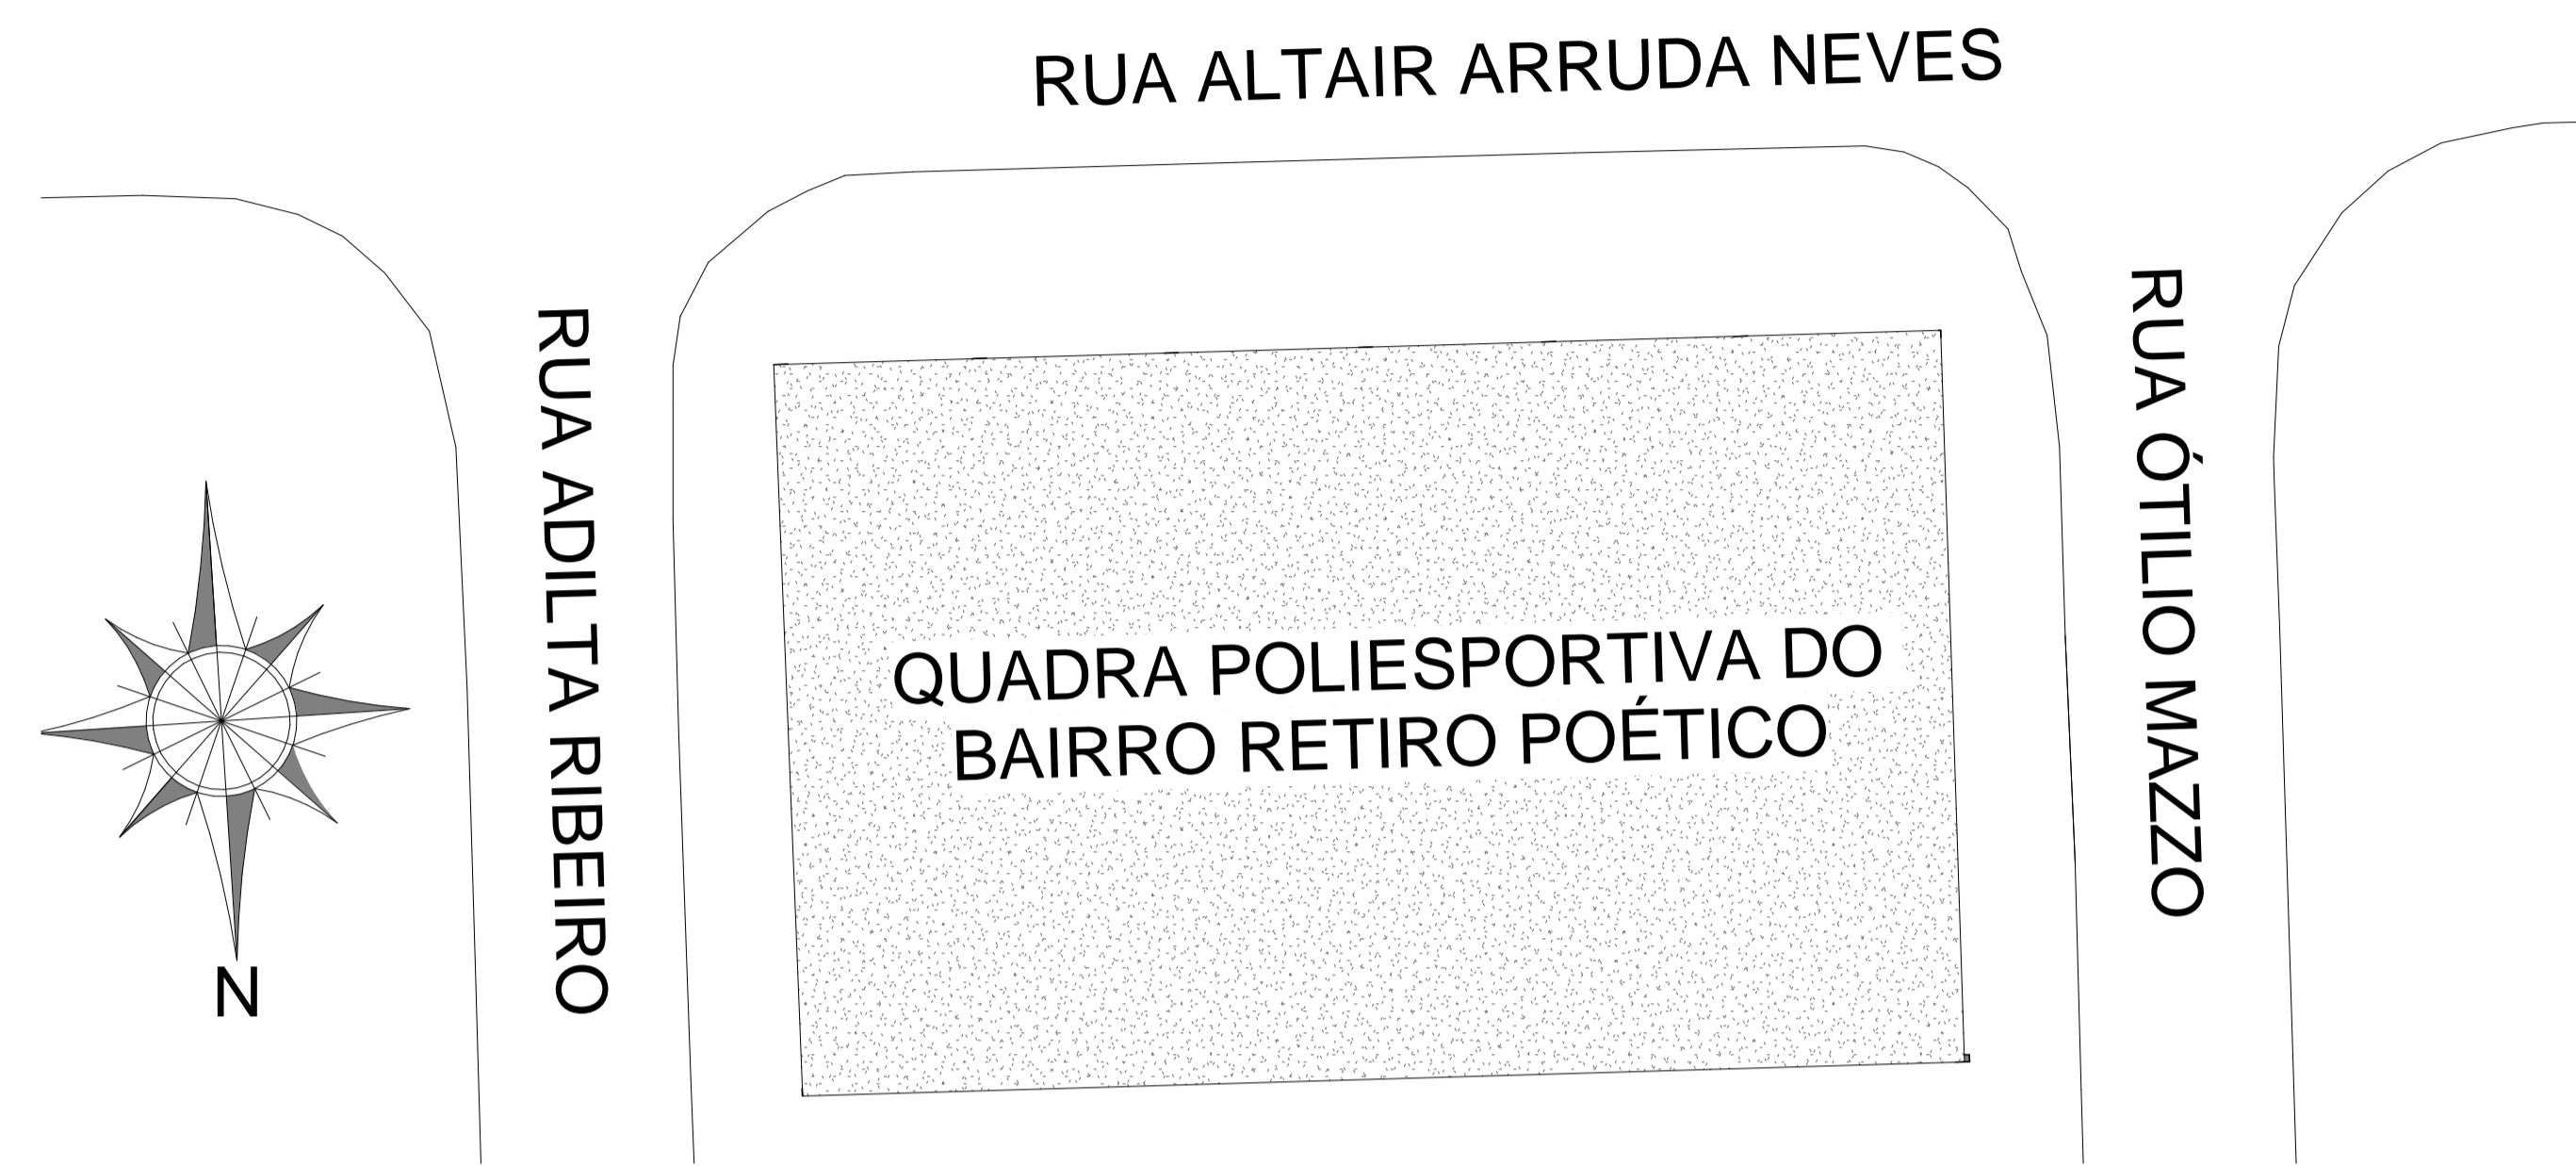 RUA ALTAIR ARRUDA NEVES
RUA ADILTA RIBEIRO
RUA ÓTILIO MAZZO
QUADRA POLIESPORTIVA DO
BAIRRO RETIRO POÉTICO
N